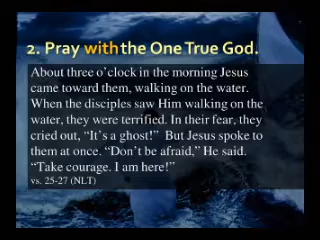 2. Pray with the One True God.
About three o’clock in the morning Jesus
came toward them, walking on the water.
When the disciples saw Him walking on the
water, they were terrified. In their fear, they
cried out, “It’s a ghost!”  But Jesus spoke to
them at once. “Don’t be afraid,” He said.
“Take courage. I am here!”
vs. 25-27 (NLT)